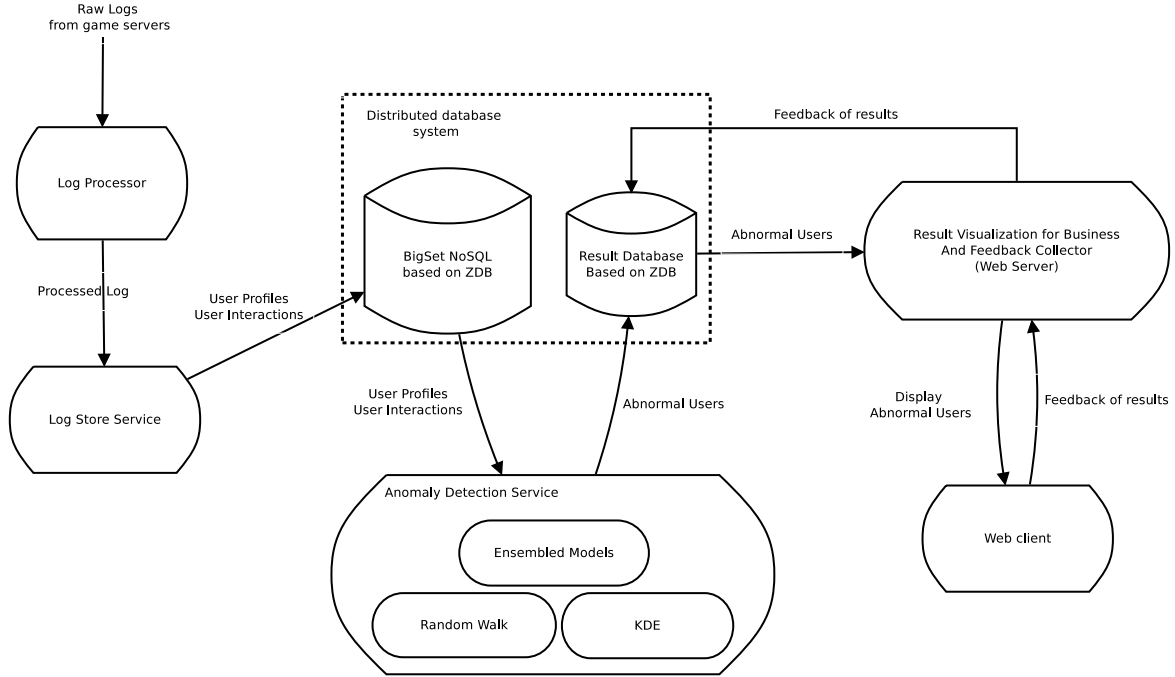 Raw Logs
from game servers
Log Processor
Processed Log
Log Store Service
User Profiles
User Interactions
Distributed database
system
BigSet NoSQL
based on ZDB
Result Database
Based on ZDB
Feedback of results
Abnormal Users
Result Visualization for Business
And Feedback Collector
(Web Server)
User Profiles
User Interactions
Abnormal Users
Display
Abnormal Users
Feedback of results
Web client
Anomaly Detection Service
Ensembled Models
Random Walk
KDE